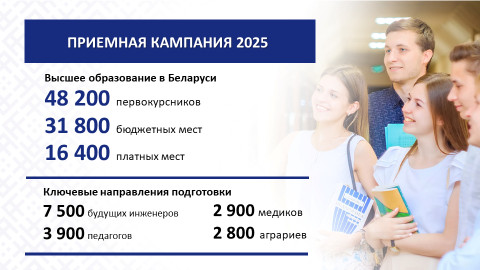 ПРИЕМНАЯ КАМПАНИЯ 2025
Высшее образование в Беларуси
48 200 первокурсников
31 800 бюджетных мест
16 400 платных мест
Ключевые направления подготовки
7 500 будущих инженеров
2 900 медиков
3 900 педагогов
2 800 аграриев